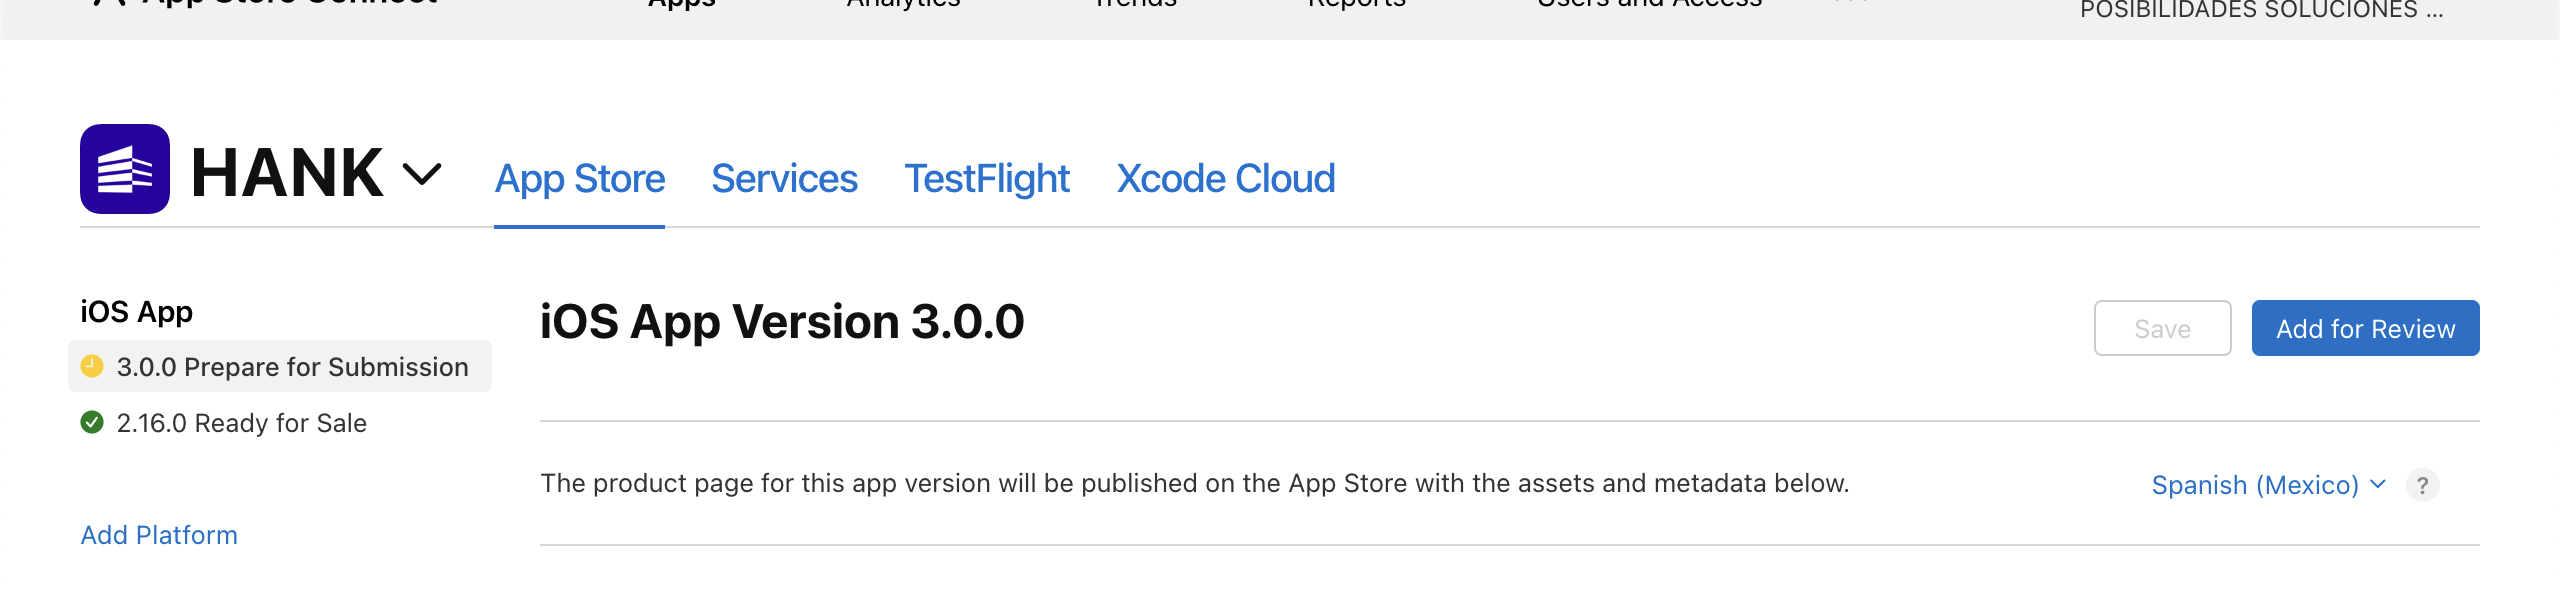 App Store Connect Apps Analytics Trends Reports Users and Access POSIBILIDADES SOLUCIONES ...
HANK App Store Services TestFlight Xcode Cloud
iOS App
3.0.0 Prepare for Submission
2.16.0 Ready for Sale
Add Platform
iOS App Version 3.0.0
Save Add for Review
The product page for this app version will be published on the App Store with the assets and metadata below.
Spanish (Mexico) ?